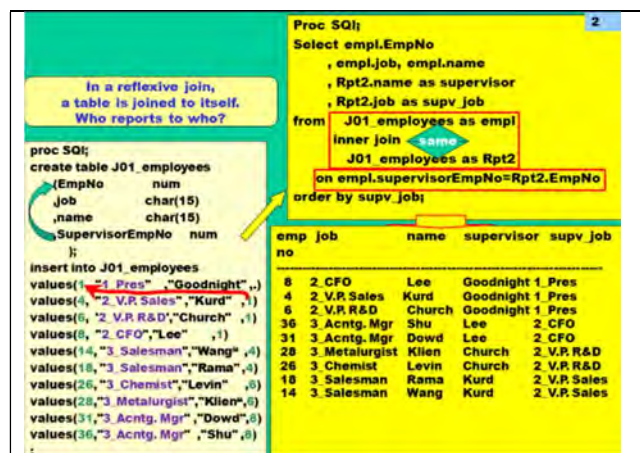 2
In a reflexive join,
a table is joined to itself.
Who reports to who?
proc SQl;
create table J01_employees
(EmpNo num
,job char(15)
,name char(15)
,SupervisorEmpNo num
);
insert into J01_employees
values(1, "1_Pres" ,"Goodnight",.)
values(4, "2_V.P. Sales" ,"Kurd" ,1)
values(6, "2_V.P. R&D","Church" ,1)
values(8, "2_CFO","Lee" ,1)
values(14,"3_Salesman","Wang" ,4)
values(18,"3_Salesman","Rama" ,4)
values(26,"3_Chemist","Levin" ,6)
values(28,"3_Metalurgist","Klien",6)
values(31,"3_Acntg. Mgr" ,"Dowd",8)
values(36,"3_Acntg. Mgr" ,"Shu",8)
;
Proc SQl;
Select empl.EmpNo
, empl.job, empl.name
, Rpt2.name as supervisor
, Rpt2.job as supv_job
from J01_employees as empl
inner join same
J01_employees as Rpt2
on empl.supervisorEmpNo=Rpt2.EmpNo
order by supv_job;
emp job name supervisor supv_job
no
8 2_CFO Lee Goodnight 1_Pres
4 2_V.P. Sales Kurd Goodnight 1_Pres
6 2_V.P. R&D Church Goodnight 1_Pres
36 3_Acntg. Mgr Shu Lee 2_CFO
31 3_Acntg. Mgr Dowd Lee 2_CFO
28 3_Metalurgist Klien Church 2_V.P. R&D
26 3_Chemist Levin Church 2_V.P. R&D
18 3_Salesman Rama Kurd 2_V.P. Sales
14 3_Salesman Wang Kurd 2_V.P. Sales